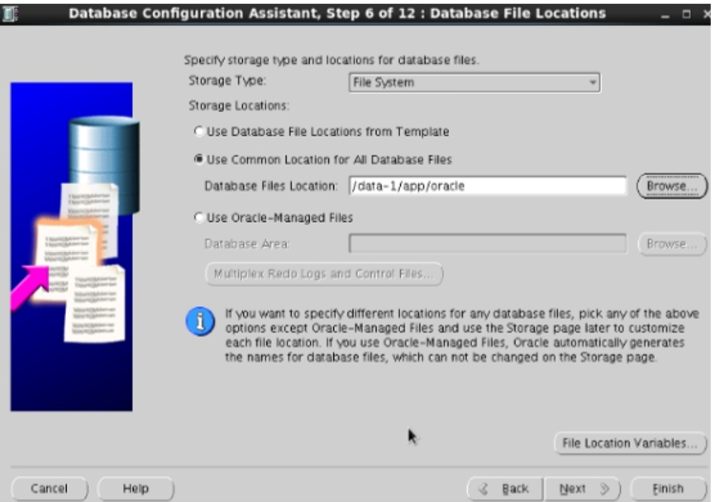 Database Configuration Assistant, Step 6 of 12 : Database File Locations
Specify storage type and locations for database files.
Storage Type: File System
Storage Locations:
Use Database File Locations from Template
Use Common Location for All Database Files
Database Files Location: /data-1/app/oracle Browse...
Use Oracle-Managed Files
Database Area: Browse...
Multiplex Redo Logs and Control Files...
If you want to specify different locations for any database files, pick any of the above
options except Oracle-Managed Files and use the Storage page later to customize
each file location. If you use Oracle-Managed Files, Oracle automatically generates
the names for database files, which can not be changed on the Storage page.
File Location Variables...
Cancel Help Back Next Finish